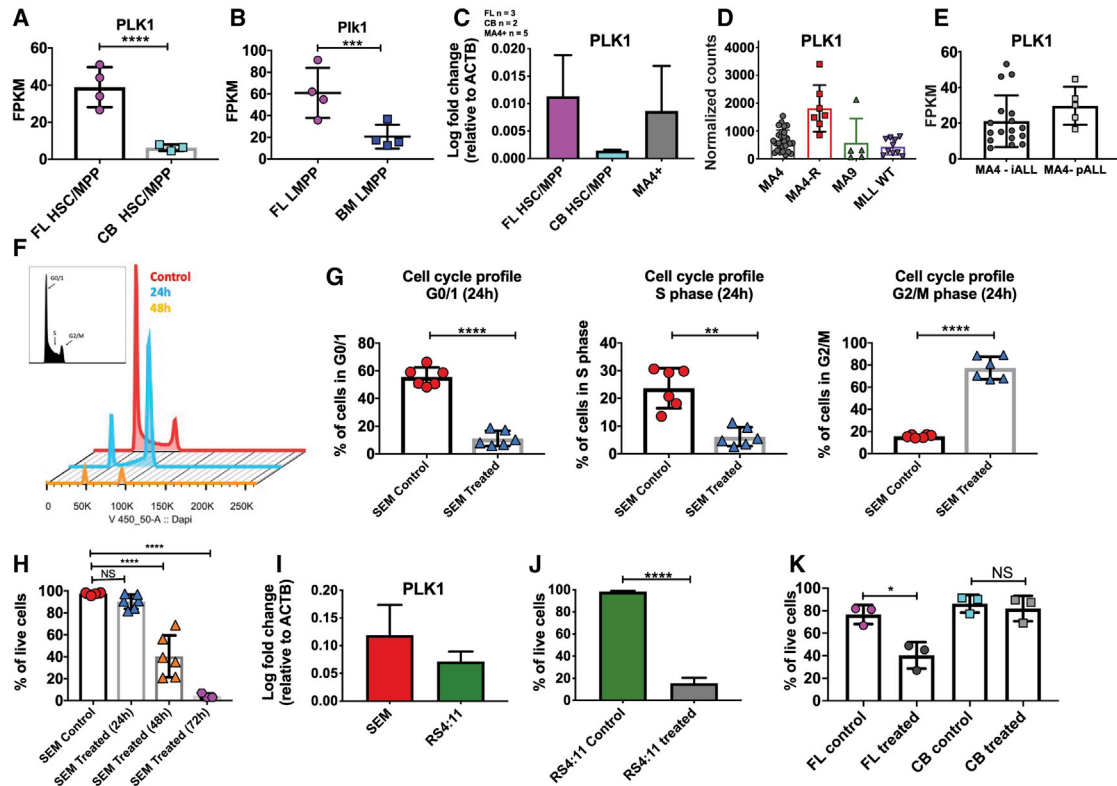 A
PLK1
****
FPKM
60
40
20
0
FL HSC/MPP
CB HSC/MPP
B
Plk1
***
FPKM
100
80
60
40
20
0
FL LMPP
BM LMPP
C
FL n = 3
CB n = 2
MA4+ n = 5
PLK1
Log fold change
(relative to ACTB)
0.020
0.015
0.010
0.005
0.000
FL HSC/MPP
CB HSC/MPP
MA4+
D
PLK1
Normalized counts
4000
3000
2000
1000
0
MA4
MA4-R
MA9
MLL WT
E
PLK1
FPKM
60
40
20
0
MA4 - iALL
MA4- pALL
F
G0/1
S
G2/M
Control
24h
48h
0
50K
100K
150K
200K
250K
V 450_50-A :: Dapi
G
Cell cycle profile
G0/1 (24h)
****
% of cells in G0/1
80
60
40
20
0
SEM Control
SEM Treated
Cell cycle profile
S phase (24h)
**
% of cells in S phase
40
30
20
10
0
SEM Control
SEM Treated
Cell cycle profile
G2/M phase (24h)
****
% of cells in G2/M
100
80
60
40
20
0
SEM Control
SEM Treated
H
****
****
NS
% of live cells
100
80
60
40
20
0
SEM Control
SEM Treated (24h)
SEM Treated (48h)
SEM Treated (72h)
I
PLK1
Log fold change
(relative to ACTB)
0.20
0.15
0.10
0.05
0.00
SEM
RS4:11
J
****
% of live cells
100
80
60
40
20
0
RS4:11 Control
RS4:11 treated
K
*
NS
% of live cells
100
80
60
40
20
0
FL control
FL treated
CB control
CB treated